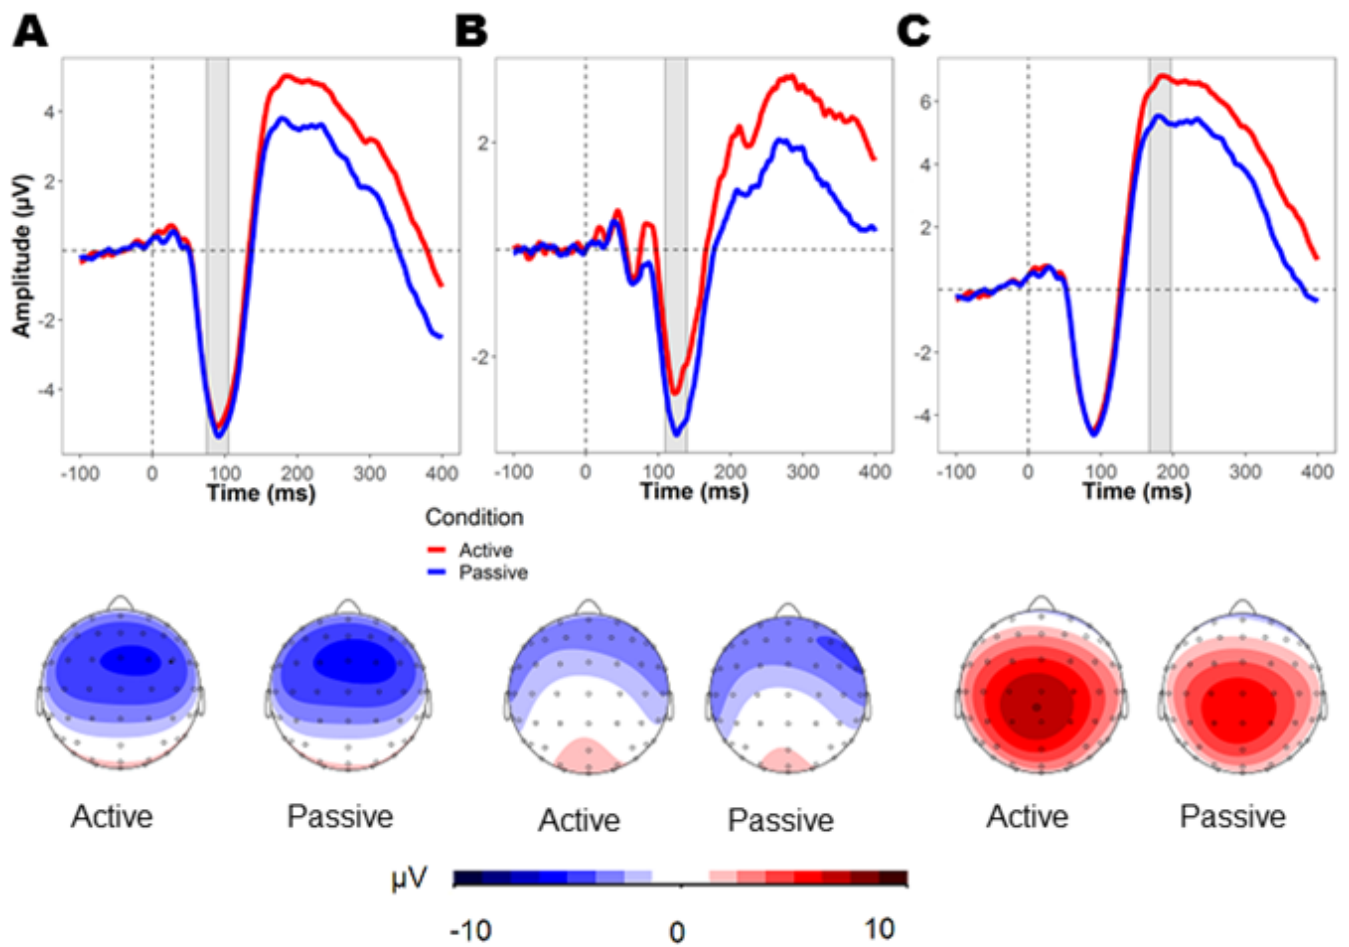 A B C
Amplitude (µV)
4
2
-2
-4
-100 0 100 200 300 400
Time (ms)
2
-2
-100 0 100 200 300 400
Time (ms)
6
4
2
-2
-4
-100 0 100 200 300 400
Time (ms)
Condition
Active
Passive
Active Passive Active Passive Active Passive
µV
-10 0 10